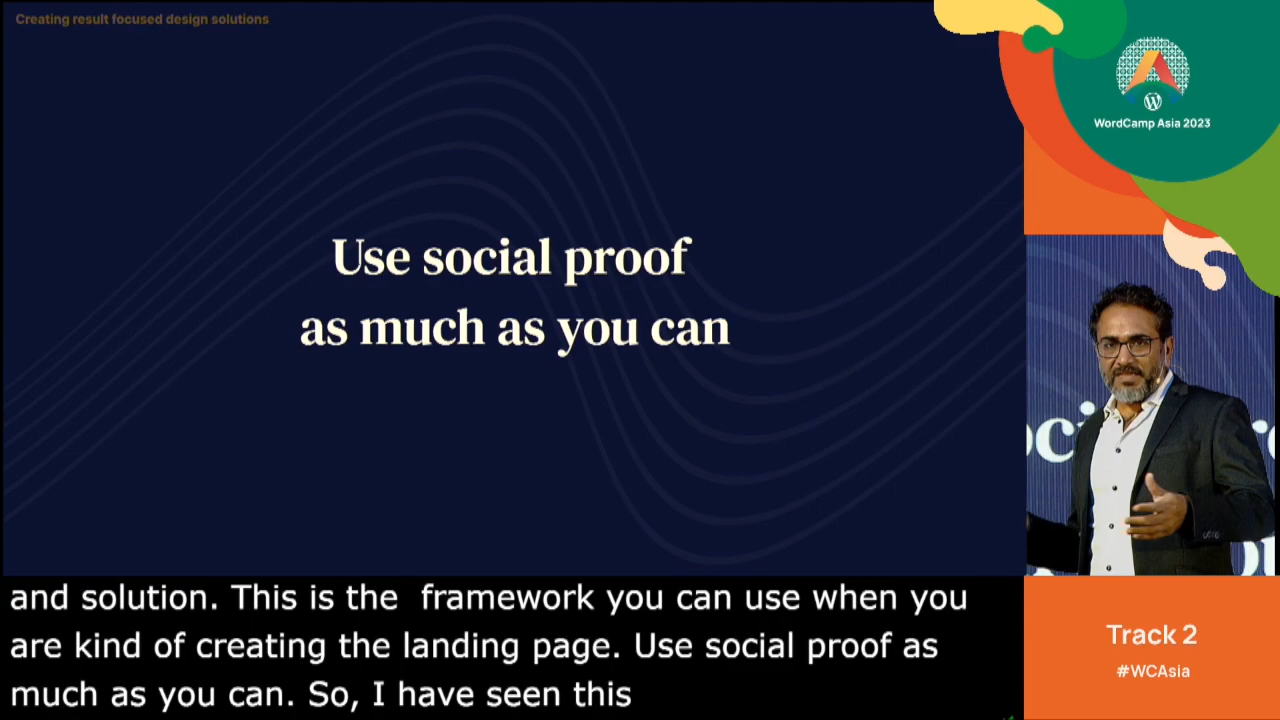 Creating result focused design solutions
WordCamp Asia 2023
Use social proof
as much as you can
and solution. This is the framework you can use when you
are kind of creating the landing page. Use social proof as
much as you can. So, I have seen this
Track 2
#WCAsia